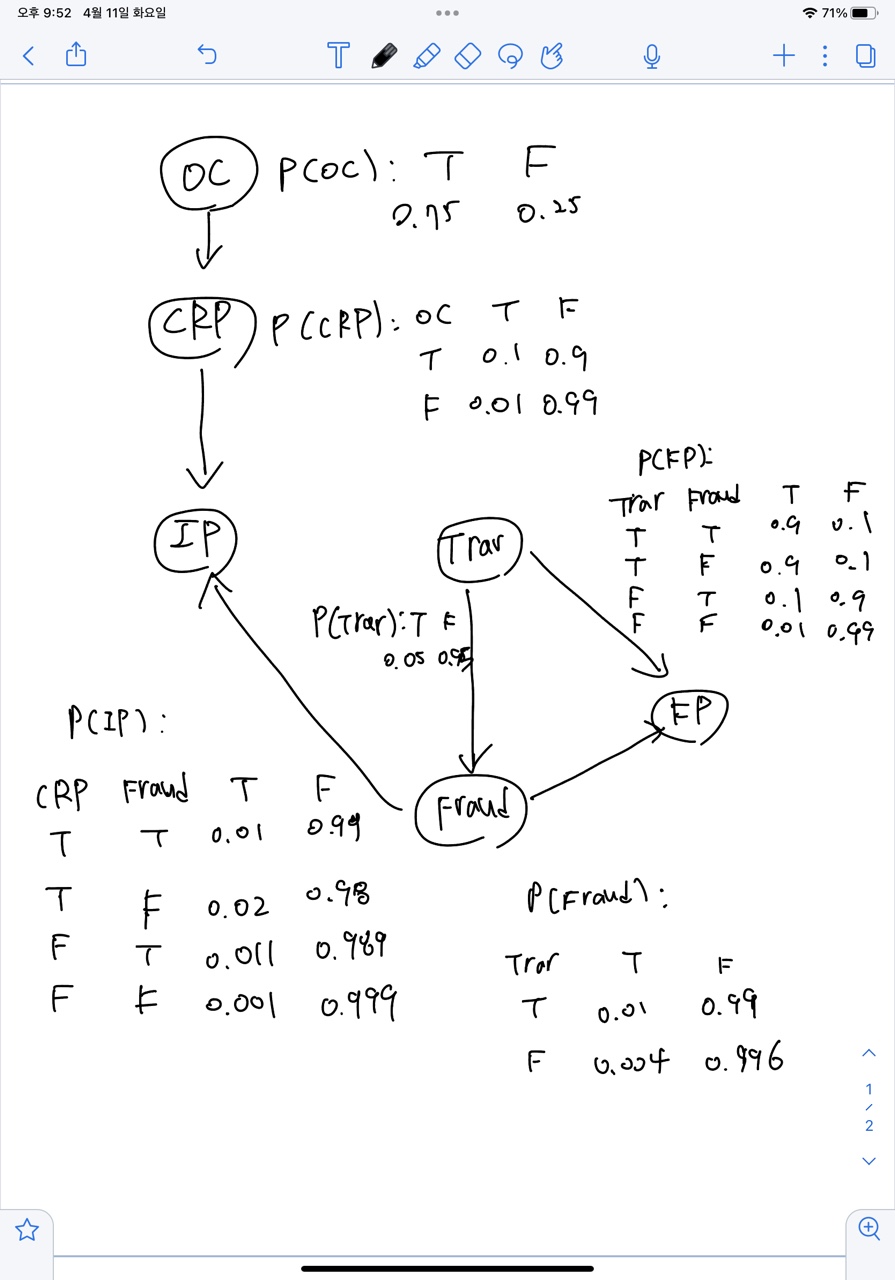 오후 9:52 4월 11일 화요일
71%
OC P(OC): T F
0.75 0.25
CRP P(CRP): OC T F
T 0.1 0.9
F 0.01 0.99
P(FP):
Trav Fraud T F
T T 0.9 0.1
T F 0.9 0.1
F T 0.1 0.9
F F 0.01 0.99
IP
Trav
P(Trav): T F
0.05 0.95
FP
Fraud
P(IP):
CRP Fraud T F
T T 0.01 0.99
T F 0.02 0.98
F T 0.011 0.989
F F 0.001 0.999
P(Fraud):
Trav T F
T 0.01 0.99
F 0.004 0.996
1
/
2